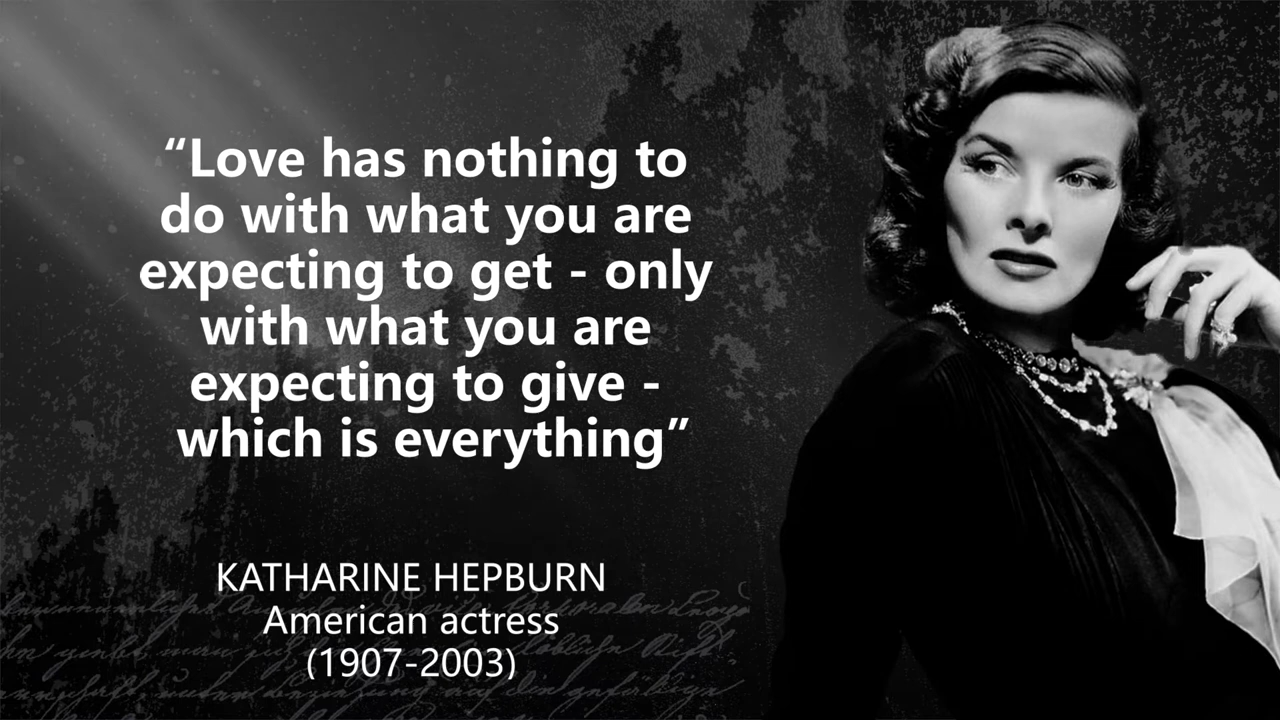 “Love has nothing to
do with what you are
expecting to get - only
with what you are
expecting to give -
which is everything”
KATHARINE HEPBURN
American actress
(1907-2003)